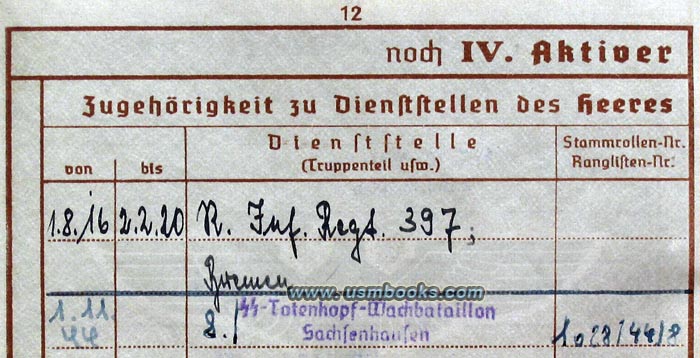 12
noch IV. Aktiver
Zugehörigkeit zu Dienststellen des Heeres
von
bis
Dienststelle
(Truppenteil usw.)
Stammrollen-Nr.
Ranglisten-Nr.
1.8.16 2.2.20 R. Inf. Regt. 397,
Bremen
www.usmbooks.com
1.11.
44
2./ SS-Totenkopf-Wachbataillon
Sachsenhausen
1028/44/8